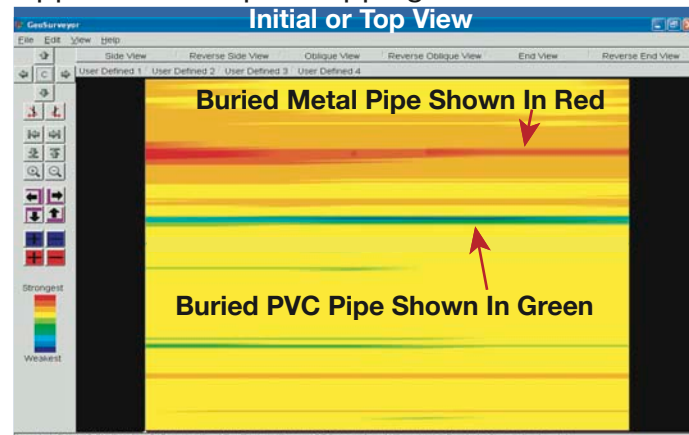 Initial or Top View
GeoSurveyor
File Edit View Help
Side View Reverse Side View Oblique View Reverse Oblique View End View Reverse End View
C User Defined 1 User Defined 2 User Defined 3 User Defined 4
Buried Metal Pipe Shown In Red
Buried PVC Pipe Shown In Green
Strongest
Weakest